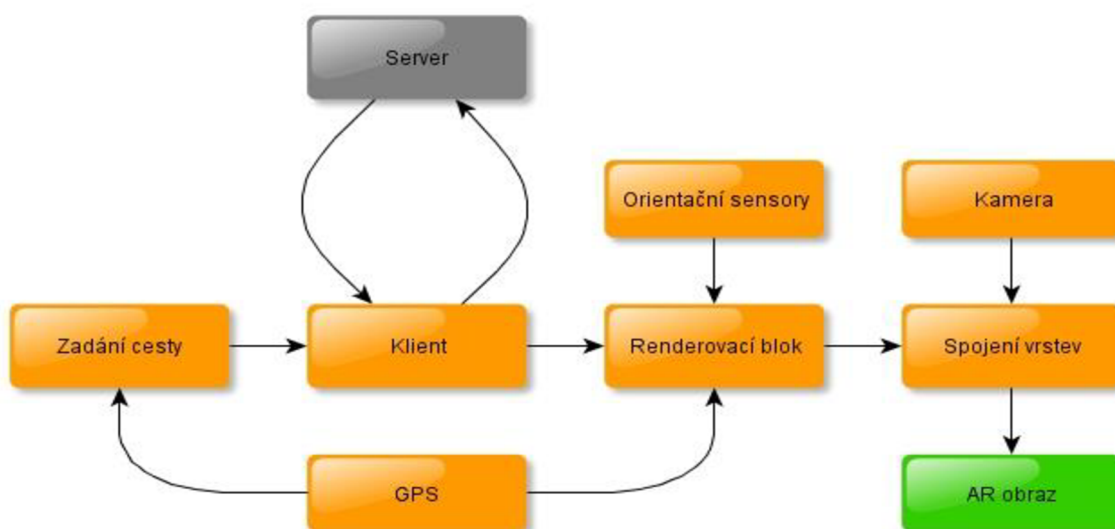 Server
Orientační sensory
Kamera
Zadání cesty
Klient
Renderovací blok
Spojení vrstev
GPS
AR obraz